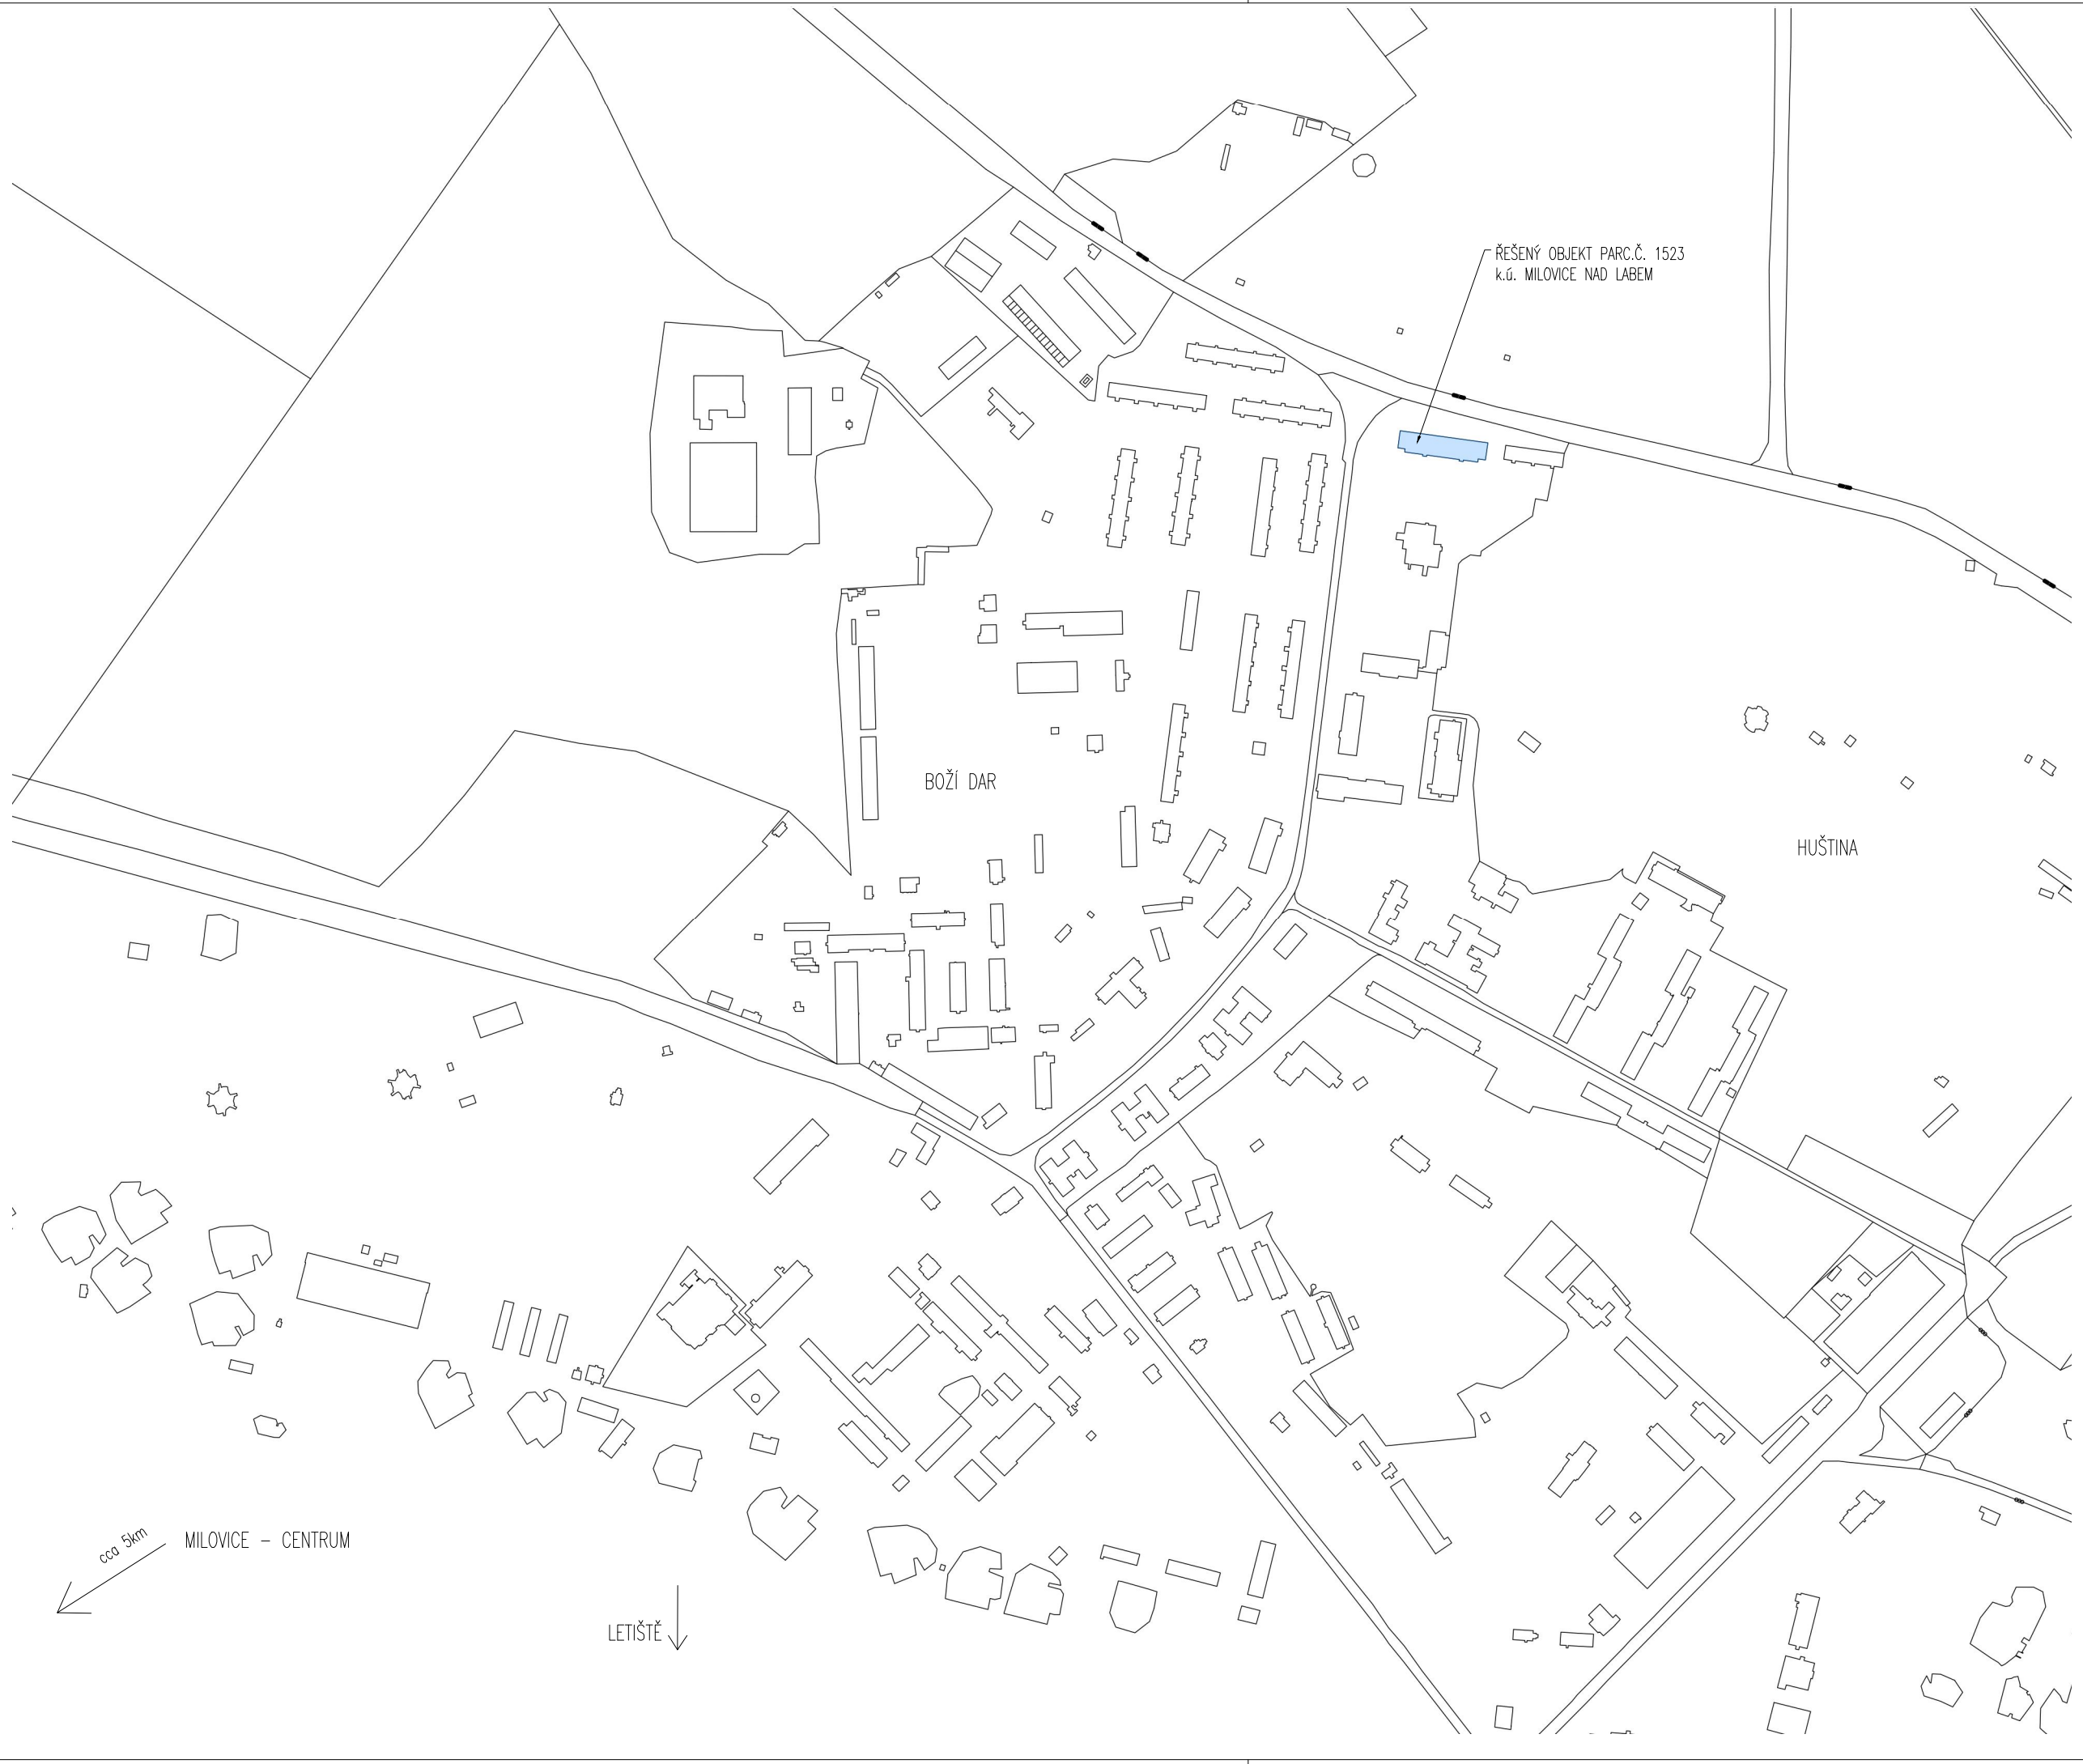 ŘEŠENÝ OBJEKT PARC.Č. 1523
k.ú. MILOVICE NAD LABEM
BOŽÍ DAR
HUŠTINA
cca 5km
MILOVICE – CENTRUM
LETIŠTĚ